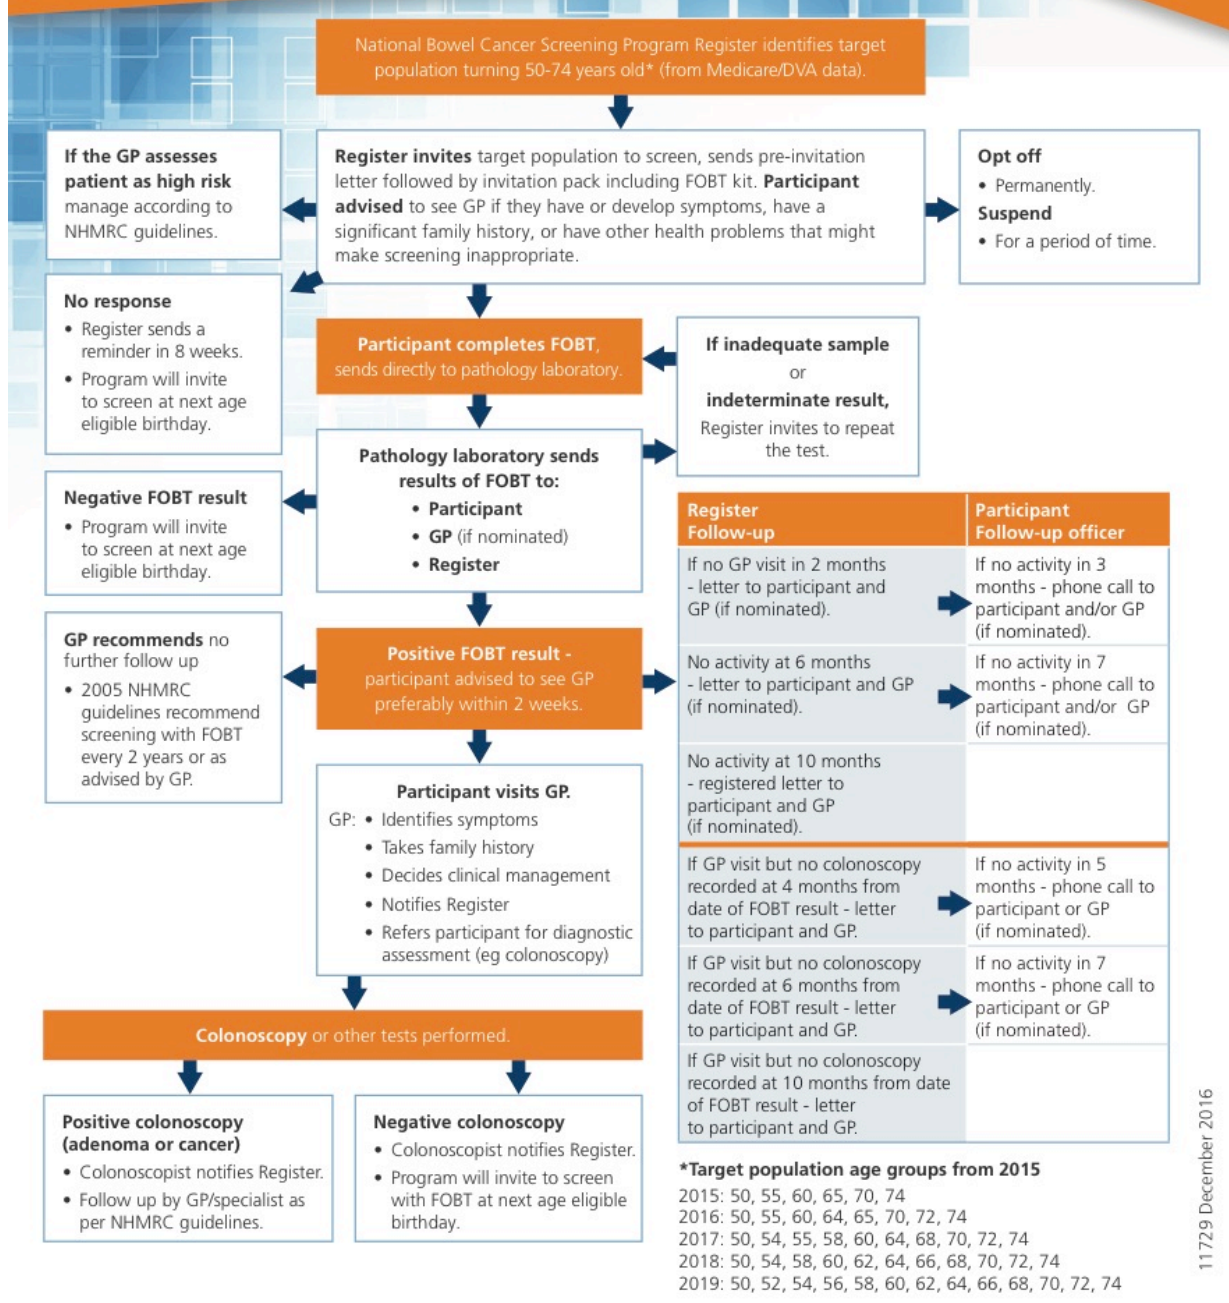 National Bowel Cancer Screening Program Register identifies target
population turning 50-74 years old* (from Medicare/DVA data).
If the GP assesses
patient as high risk
manage according to
NHMRC guidelines.
Register invites target population to screen, sends pre-invitation
letter followed by invitation pack including FOBT kit. Participant
advised to see GP if they have or develop symptoms, have a
significant family history, or have other health problems that might
make screening inappropriate.
Opt off
• Permanently.
Suspend
• For a period of time.
No response
• Register sends a
reminder in 8 weeks.
• Program will invite
to screen at next age
eligible birthday.
Participant completes FOBT,
sends directly to pathology laboratory.
If inadequate sample
or
indeterminate result,
Register invites to repeat
the test.
Pathology laboratory sends
results of FOBT to:
• Participant
• GP (if nominated)
• Register
Negative FOBT result
• Program will invite
to screen at next age
eligible birthday.
GP recommends no
further follow up
• 2005 NHMRC
guidelines recommend
screening with FOBT
every 2 years or as
advised by GP.
Positive FOBT result -
participant advised to see GP
preferably within 2 weeks.
Participant visits GP.
GP: • Identifies symptoms
• Takes family history
• Decides clinical management
• Notifies Register
• Refers participant for diagnostic
assessment (eg colonoscopy)
Colonoscopy or other tests performed.
Positive colonoscopy
(adenoma or cancer)
• Colonoscopist notifies Register.
• Follow up by GP/specialist as
per NHMRC guidelines.
Negative colonoscopy
• Colonoscopist notifies Register.
• Program will invite to screen
with FOBT at next age eligible
birthday.
Register
Follow-up
Participant
Follow-up officer
If no GP visit in 2 months
- letter to participant and
GP (if nominated).
If no activity in 3
months - phone call to
participant and/or GP
(if nominated).
No activity at 6 months
- letter to participant and GP
(if nominated).
If no activity in 7
months - phone call to
participant and/or GP
(if nominated).
No activity at 10 months
- registered letter to
participant and GP
(if nominated).
If GP visit but no colonoscopy
recorded at 4 months from
date of FOBT result - letter
to participant and GP.
If no activity in 5
months - phone call to
participant or GP
(if nominated).
If GP visit but no colonoscopy
recorded at 6 months from
date of FOBT result - letter
to participant and GP.
If no activity in 7
months - phone call to
participant or GP
(if nominated).
If GP visit but no colonoscopy
recorded at 10 months from date
of FOBT result - letter
to participant and GP.
*Target population age groups from 2015
2015: 50, 55, 60, 65, 70, 74
2016: 50, 55, 60, 64, 65, 70, 72, 74
2017: 50, 54, 55, 58, 60, 64, 68, 70, 72, 74
2018: 50, 54, 58, 60, 62, 64, 66, 68, 70, 72, 74
2019: 50, 52, 54, 56, 58, 60, 62, 64, 66, 68, 70, 72, 74
11729 December 2016